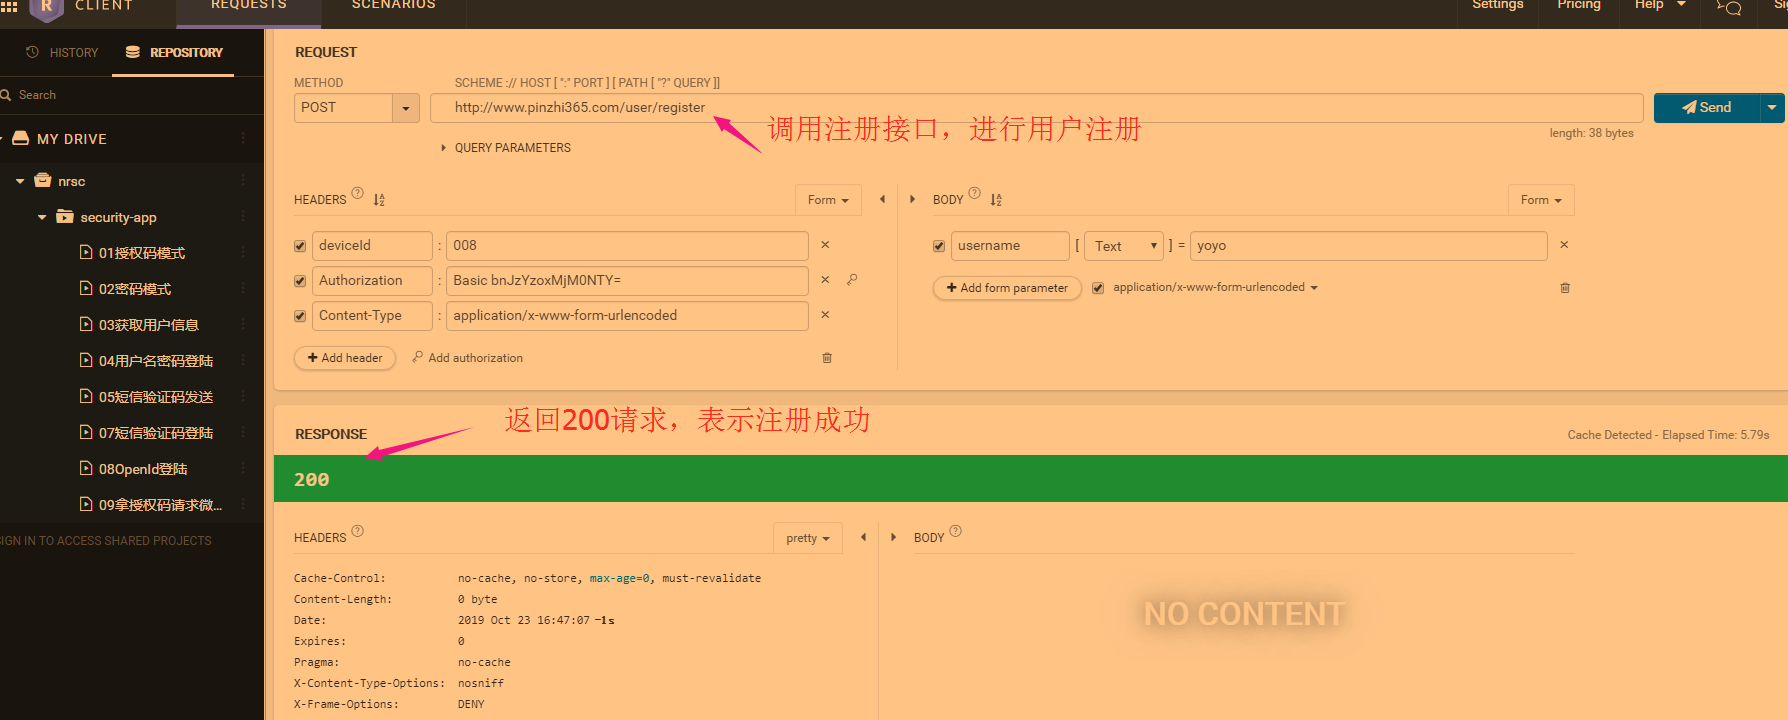 CLIENT
REQUESTS
SCENARIOS
Settings
Pricing
Help
HISTORY
REPOSITORY
Search
MY DRIVE
nrsc
security-app
01授权码模式
02密码模式
03获取用户信息
04用户名密码登陆
05短信验证码发送
07短信验证码登陆
08OpenId登陆
09拿授权码请求微...
SIGN IN TO ACCESS SHARED PROJECTS
REQUEST
METHOD
SCHEME :// HOST [ ":" PORT ] [ PATH [ "?" QUERY ]]
POST
http://www.pinzhi365.com/user/register
Send
调用注册接口，进行用户注册
length: 38 bytes
QUERY PARAMETERS
HEADERS
Form
BODY
Form
deviceId : 008
username [ Text ] = yoyo
Authorization : Basic bnJzYzoxMjM0NTY=
Add form parameter
application/x-www-form-urlencoded
Content-Type : application/x-www-form-urlencoded
Add header
Add authorization
返回200请求，表示注册成功
RESPONSE
Cache Detected - Elapsed Time: 5.79s
200
HEADERS
pretty
BODY
Cache-Control: no-cache, no-store, max-age=0, must-revalidate
Content-Length: 0 byte
Date: 2019 Oct 23 16:47:07 -1s
Expires: 0
Pragma: no-cache
X-Content-Type-Options: nosniff
X-Frame-Options: DENY
NO CONTENT